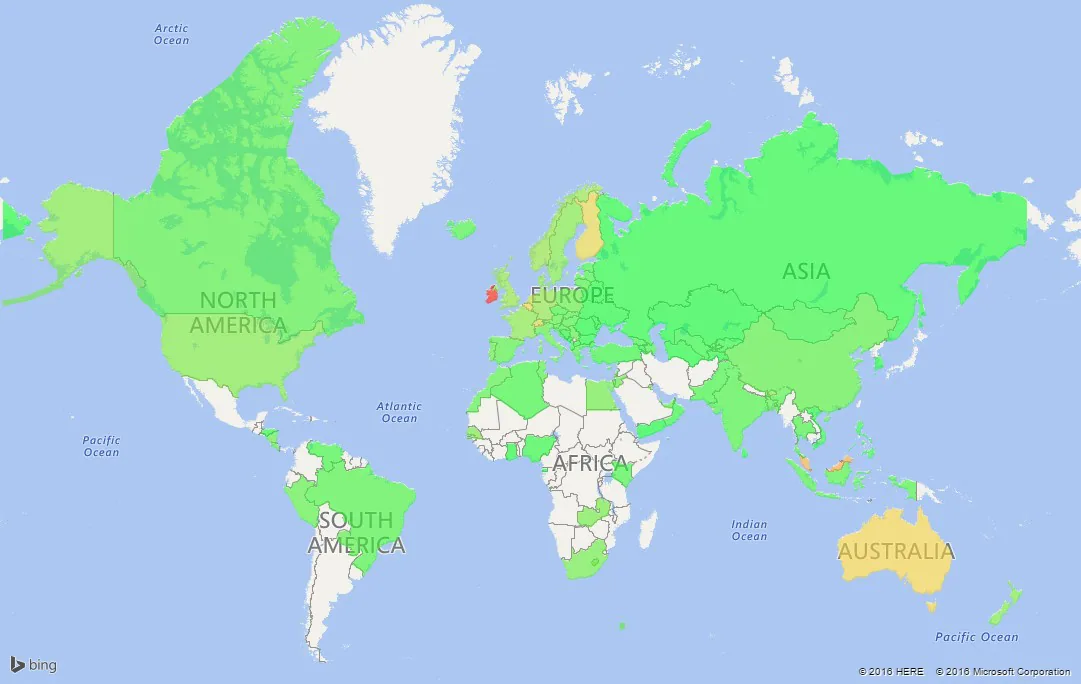 Arctic
Ocean
ASIA
NORTH
AMERICA
EUROPE
Atlantic
Ocean
Pacific
Ocean
AFRICA
SOUTH
AMERICA
Indian
Ocean
AUSTRALIA
Pacific Ocean
bing
© 2016 HERE © 2016 Microsoft Corporation